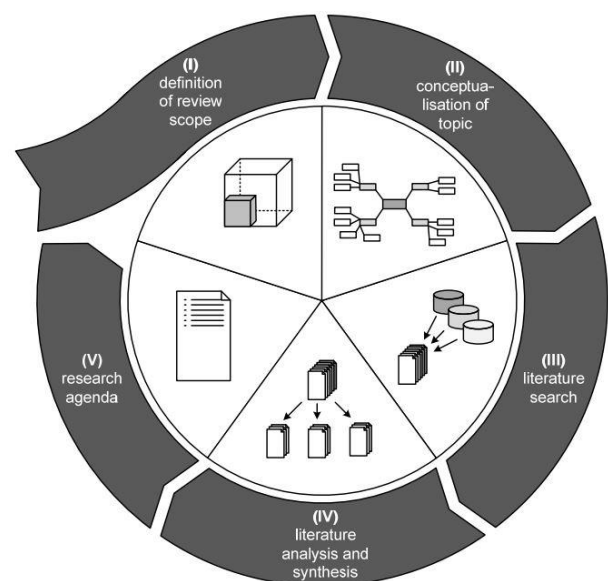 (I)
definition
of review
scope
(II)
conceptua-
lisation of
topic
(III)
literature
search
(IV)
literature
analysis and
synthesis
(V)
research
agenda